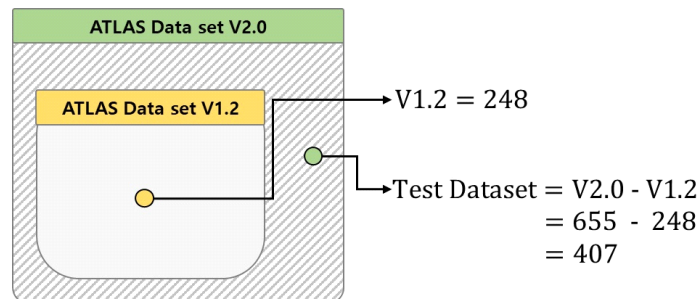 ATLAS Data set V2.0
ATLAS Data set V1.2
V1.2 = 248
Test Dataset = V2.0 - V1.2
= 655 - 248
= 407